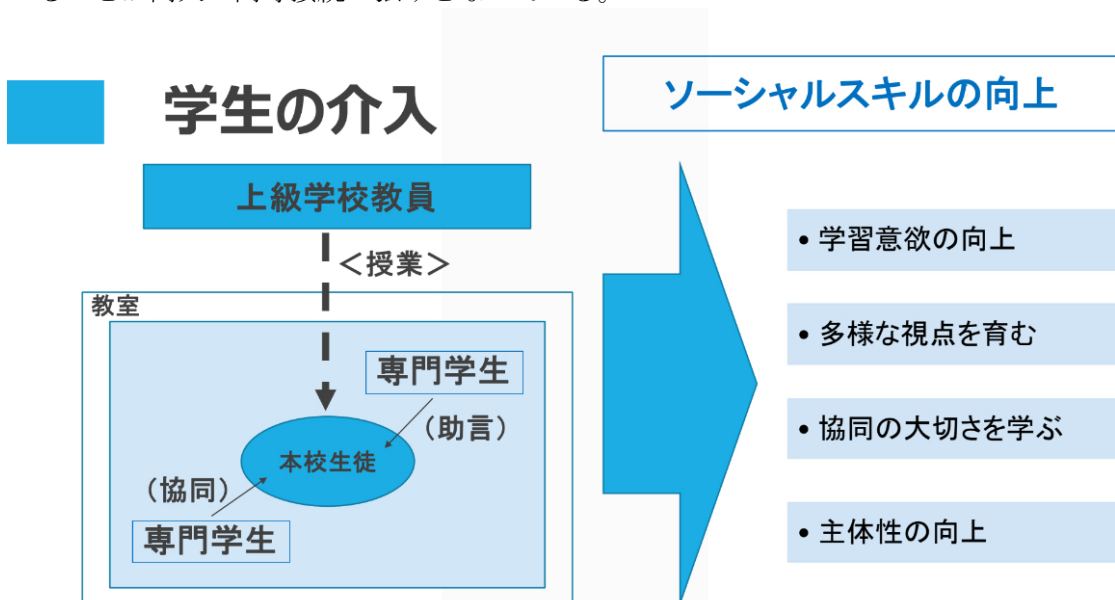 学生の介入
ソーシャルスキルの向上
上級学校教員
＜授業＞
教室
専門学生
（助言）
本校生徒
（協同）
専門学生
• 学習意欲の向上
• 多様な視点を育む
• 協同の大切さを学ぶ
• 主体性の向上